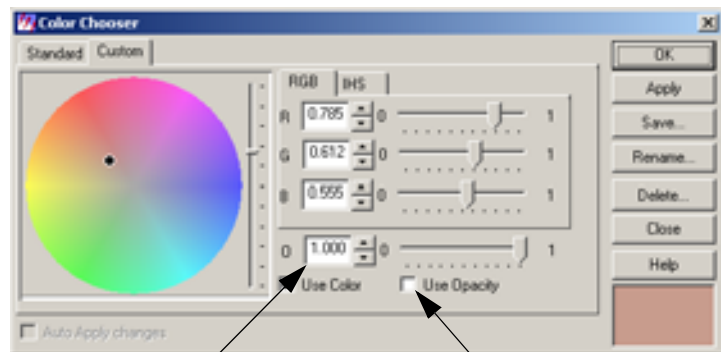 Color Chooser
Standard Custom
RGB IHS
R 0.785 0 1
G 0.612 0 1
B 0.555 0 1
O 1.000 0 1
Use Color Use Opacity
Auto Apply changes
OK
Apply
Save...
Rename...
Delete...
Close
Help